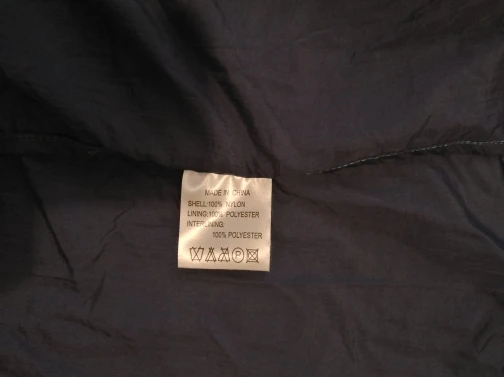 MADE IN CHINA
SHELL:100% NYLON
LINING:100% POLYESTER
INTERLINING:
100% POLYESTER